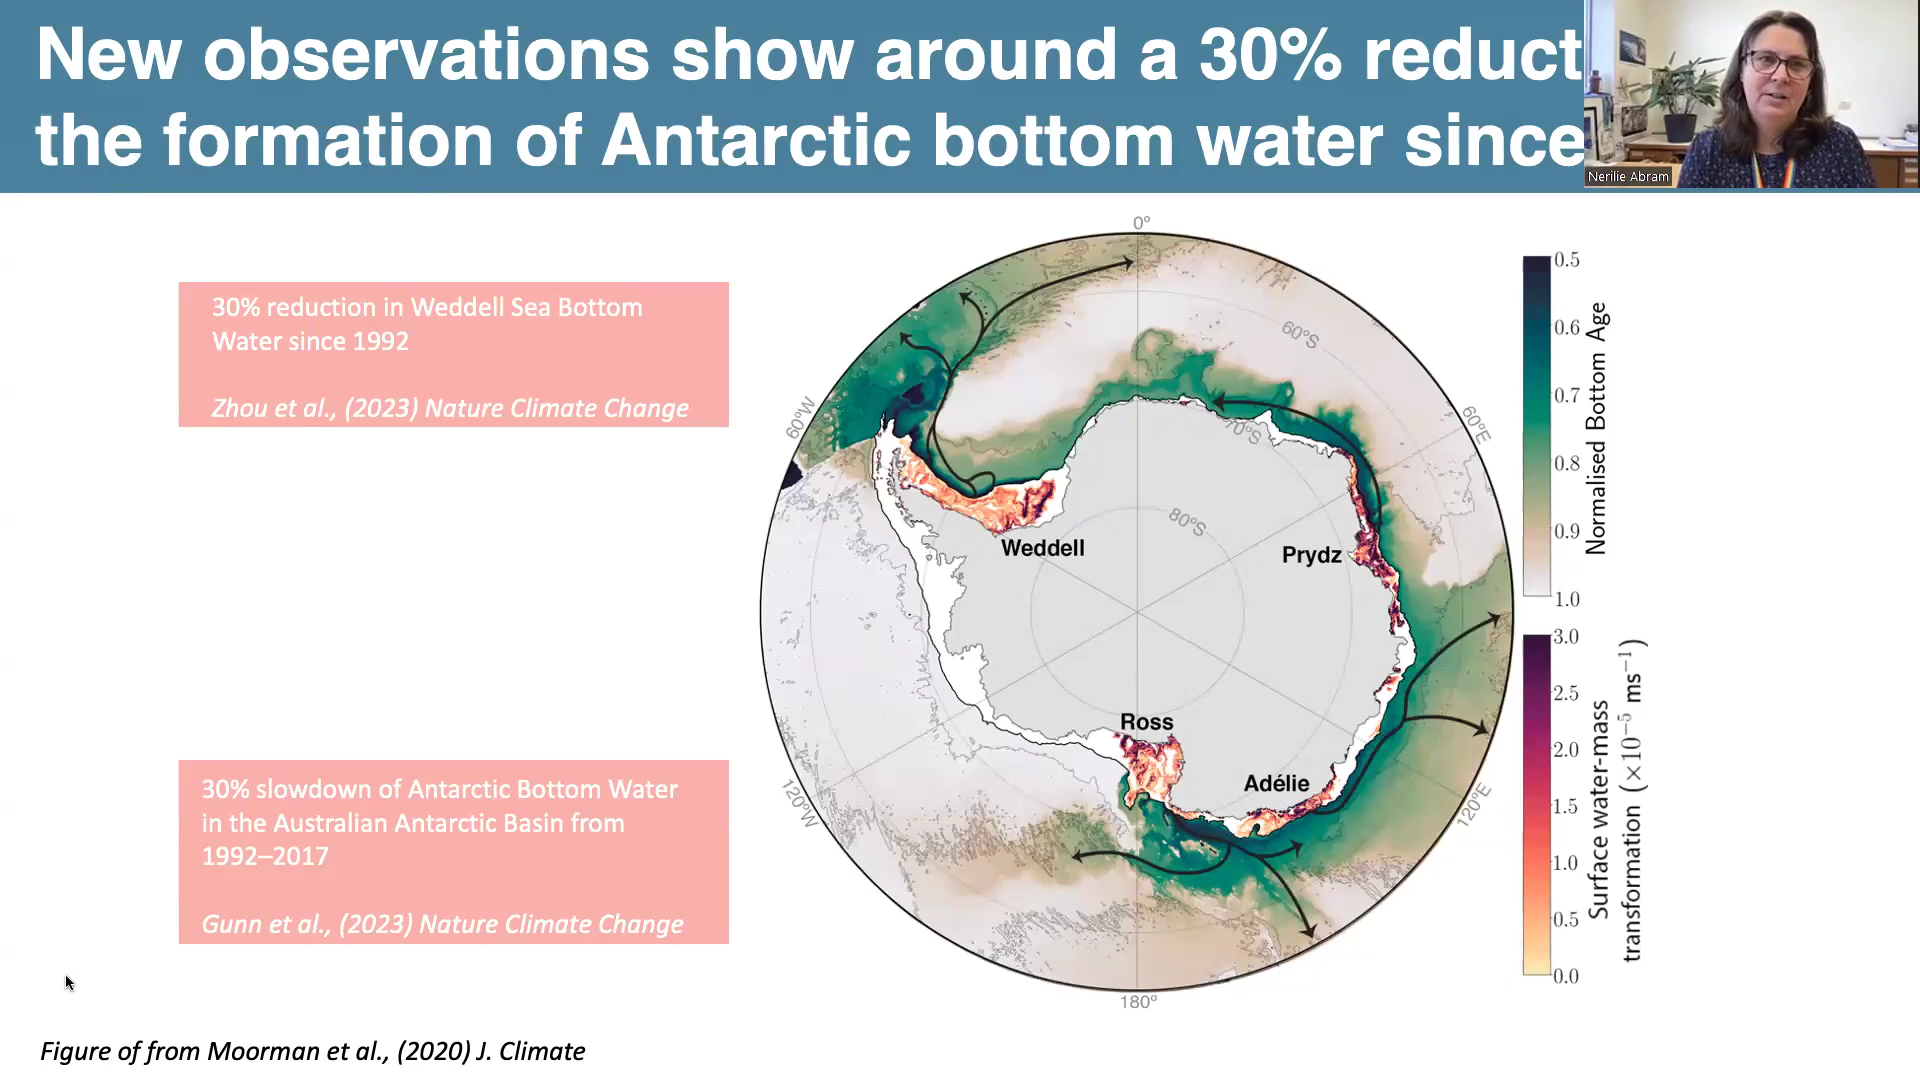 New observations show around a 30% reduct
the formation of Antarctic bottom water since
Nerilie Abram
30% reduction in Weddell Sea Bottom
Water since 1992
Zhou et al., (2023) Nature Climate Change
30% slowdown of Antarctic Bottom Water
in the Australian Antarctic Basin from
1992–2017
Gunn et al., (2023) Nature Climate Change
0°
60°S
60°W
60°E
70°S
80°S
Weddell
Prydz
Ross
Adélie
120°W
120°E
180°
0.5
0.6
0.7
0.8
0.9
1.0
Normalised Bottom Age
3.0
2.5
2.0
1.5
1.0
0.5
0.0
Surface water-mass
transformation (×10⁻⁵ ms⁻¹)
Figure of from Moorman et al., (2020) J. Climate